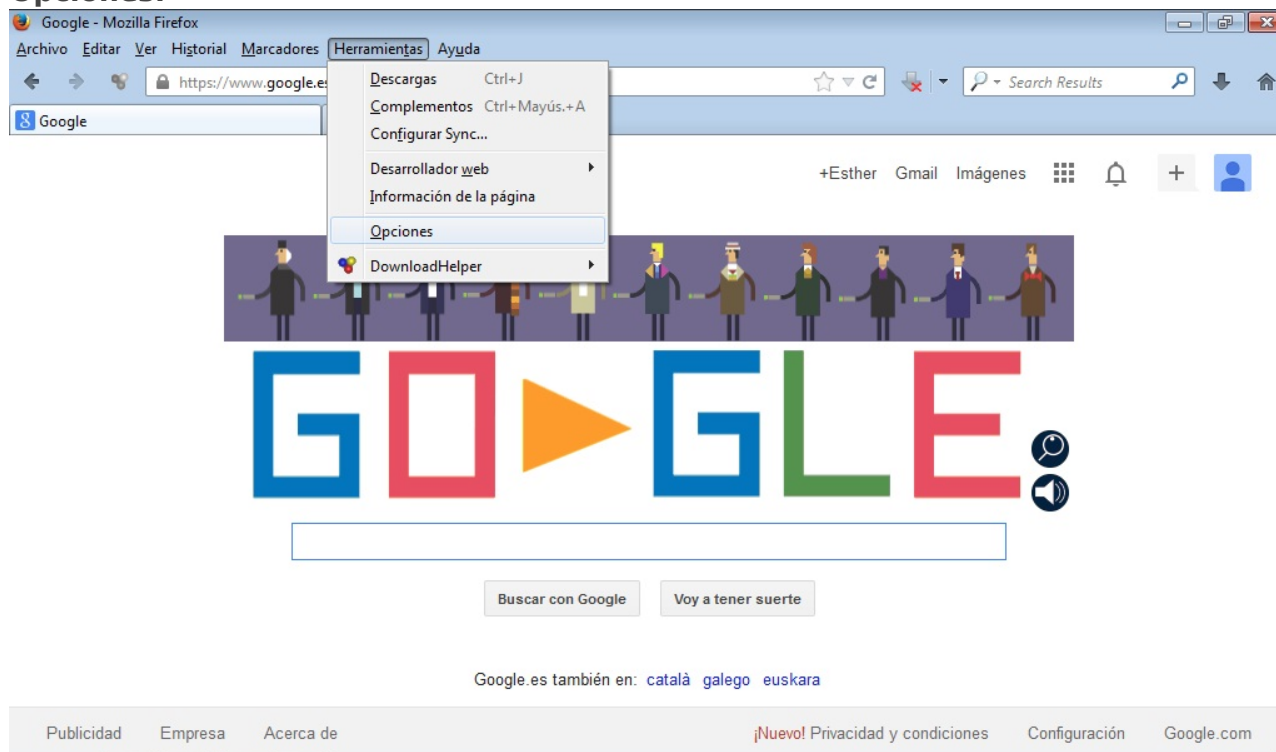 Opciones.
Google - Mozilla Firefox
Archivo Editar Ver Historial Marcadores Herramientas Ayuda
https://www.google.es
Search Results
Google
Descargas Ctrl+J
Complementos Ctrl+Mayús.+A
Configurar Sync...
Desarrollador web
Información de la página
Opciones
DownloadHelper
+Esther Gmail Imágenes
GO GLE
Buscar con Google Voy a tener suerte
Google.es también en: català galego euskara
Publicidad Empresa Acerca de ¡Nuevo! Privacidad y condiciones Configuración Google.com